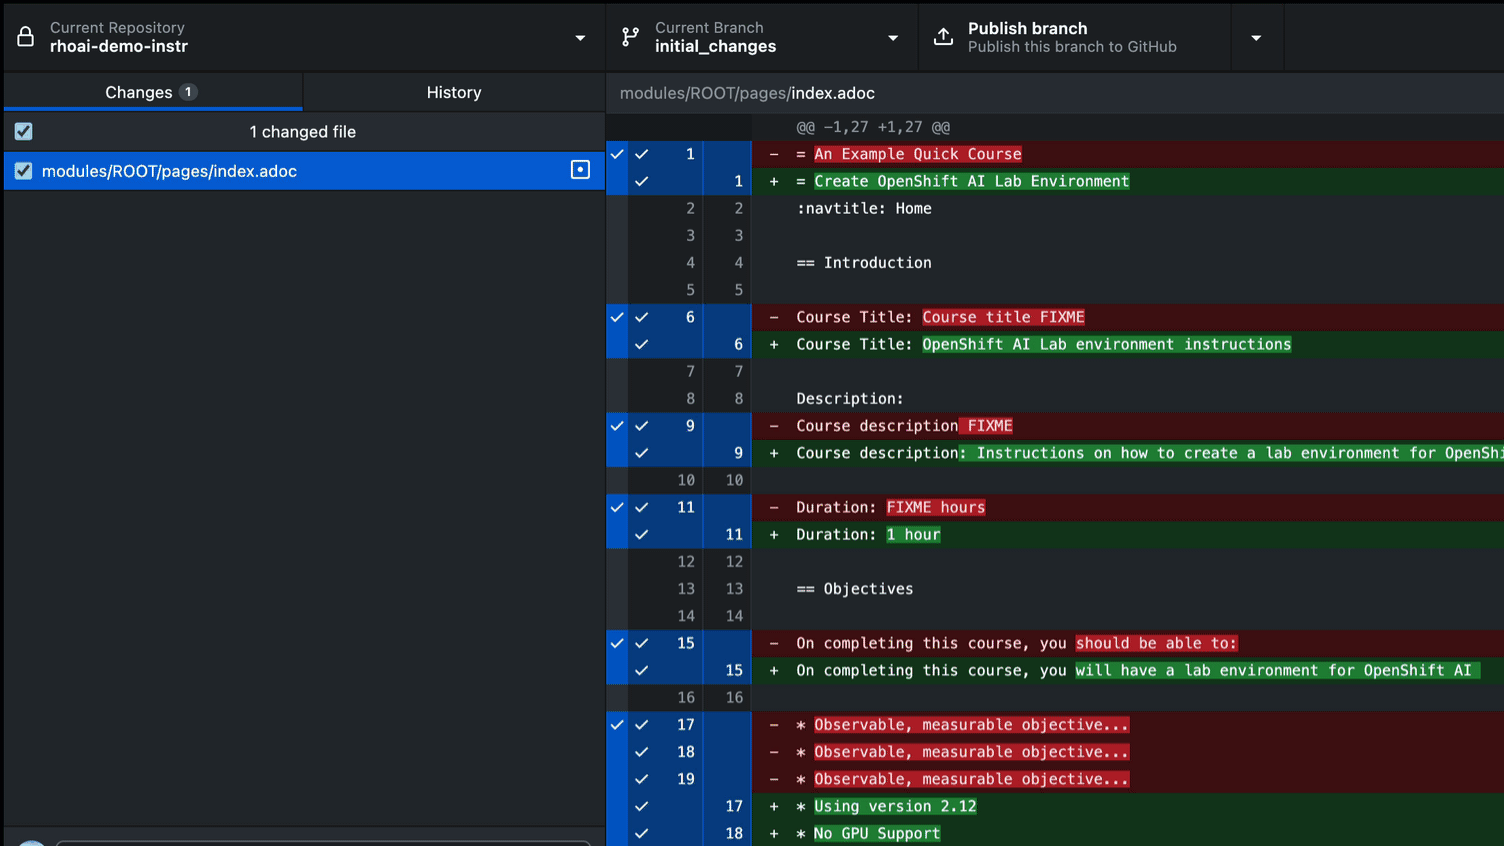 Current Repository
rhoai-demo-instr
Current Branch
initial_changes
Publish branch
Publish this branch to GitHub
Changes 1
History
1 changed file
modules/ROOT/pages/index.adoc
modules/ROOT/pages/index.adoc
@@ -1,27 +1,27 @@
1 - = An Example Quick Course
1 + = Create OpenShift AI Lab Environment
2 2 :navtitle: Home
3 3
4 4 == Introduction
5 5
6 - Course Title: Course title FIXME
6 + Course Title: OpenShift AI Lab environment instructions
7 7
8 8 Description:
9 - Course description FIXME
9 + Course description: Instructions on how to create a lab environment for OpenShi
10 10
11 - Duration: FIXME hours
11 + Duration: 1 hour
12 12
13 13 == Objectives
14 14
15 - On completing this course, you should be able to:
15 + On completing this course, you will have a lab environment for OpenShift AI
16 16
17 - * Observable, measurable objective...
18 - * Observable, measurable objective...
19 - * Observable, measurable objective...
17 + * Using version 2.12
18 + * No GPU Support